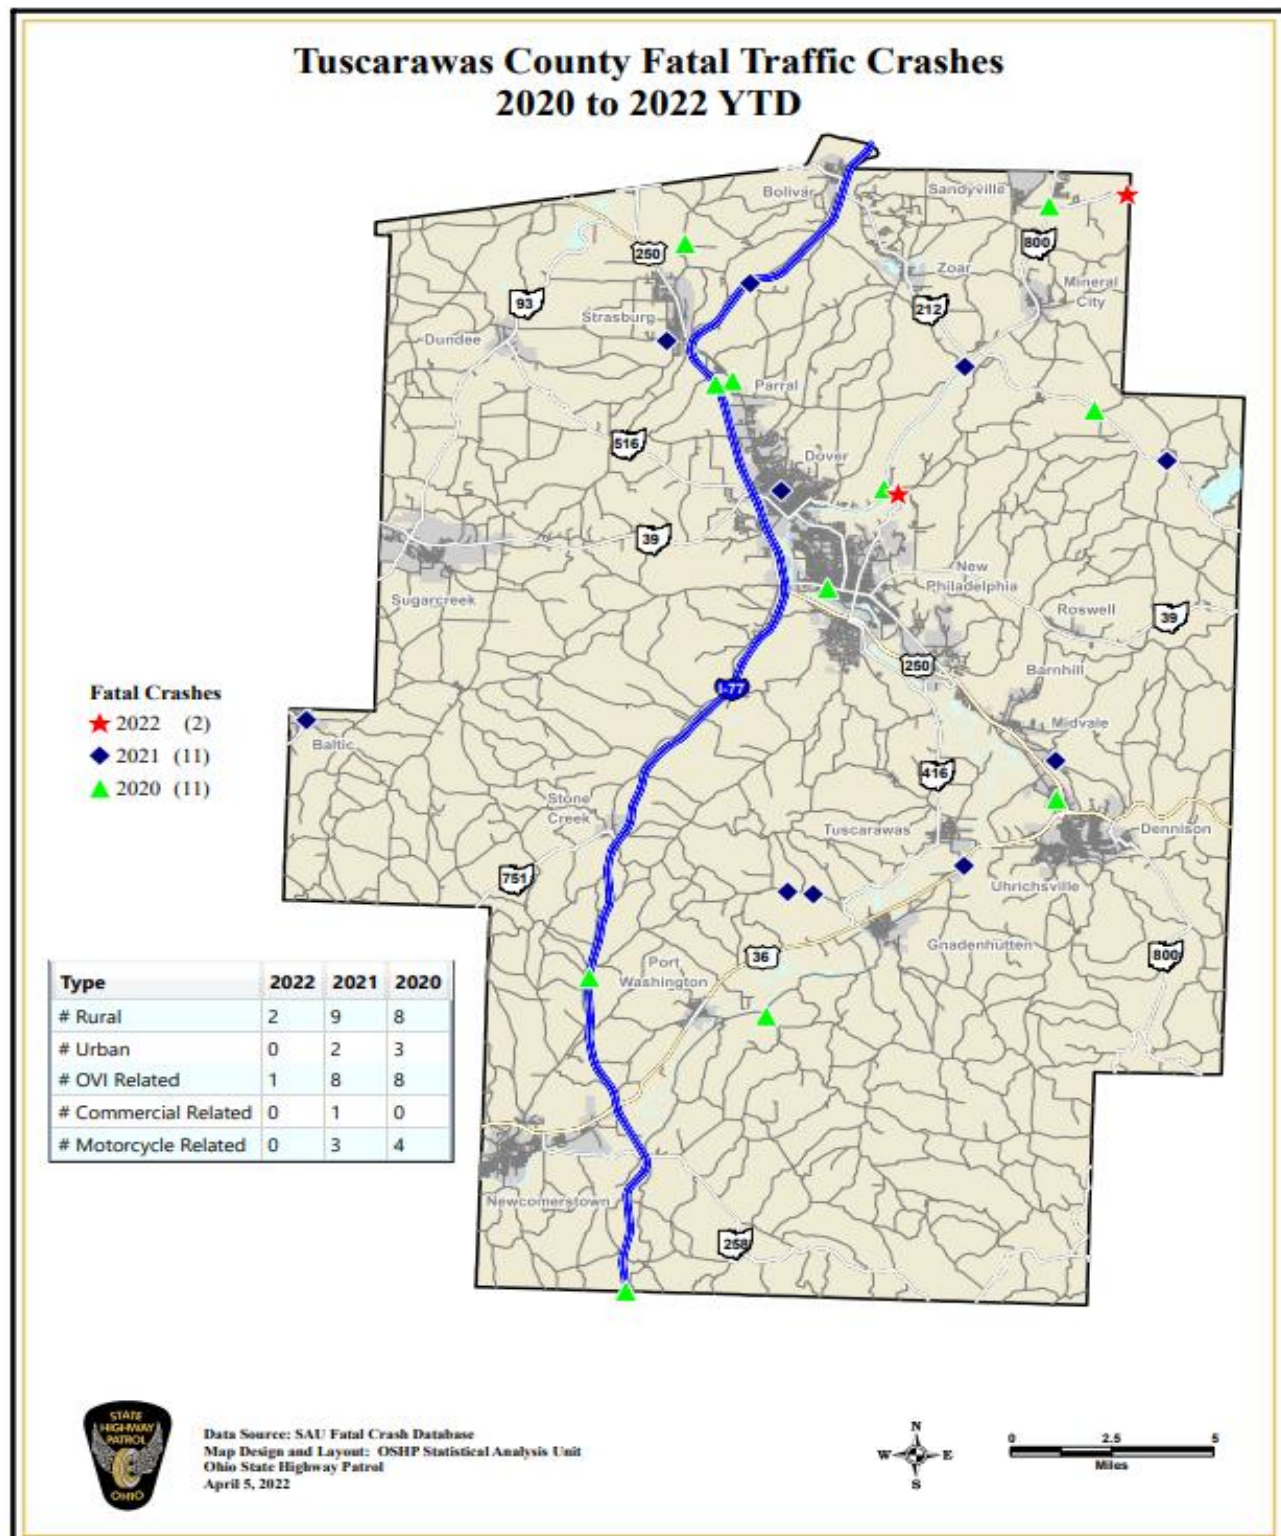 Tuscarawas County Fatal Traffic Crashes
2020 to 2022 YTD
Bolivar
Sandyville
250
800
Zoar
Mineral
City
93
212
Strasburg
Dundee
Parral
516
Dover
39
New
Philadelphia
Sugarcreek
Roswell
39
250
Barnhill
I-77
Fatal Crashes
2022 (2)
2021 (11)
2020 (11)
Midvale
Baltic
416
Stone
Creek
Tuscarawas
Dennison
751
Uhrichsville
Gnadenhutten
36
Port
Washington
800
Type 2022 2021 2020
# Rural 2 9 8
# Urban 0 2 3
# OVI Related 1 8 8
# Commercial Related 0 1 0
# Motorcycle Related 0 3 4
Newcomerstown
258
STATE
HIGHWAY
PATROL
OHIO
Data Source: SAU Fatal Crash Database
Map Design and Layout: OSHP Statistical Analysis Unit
Ohio State Highway Patrol
April 5, 2022
N
W E
S
0 2.5 5
Miles